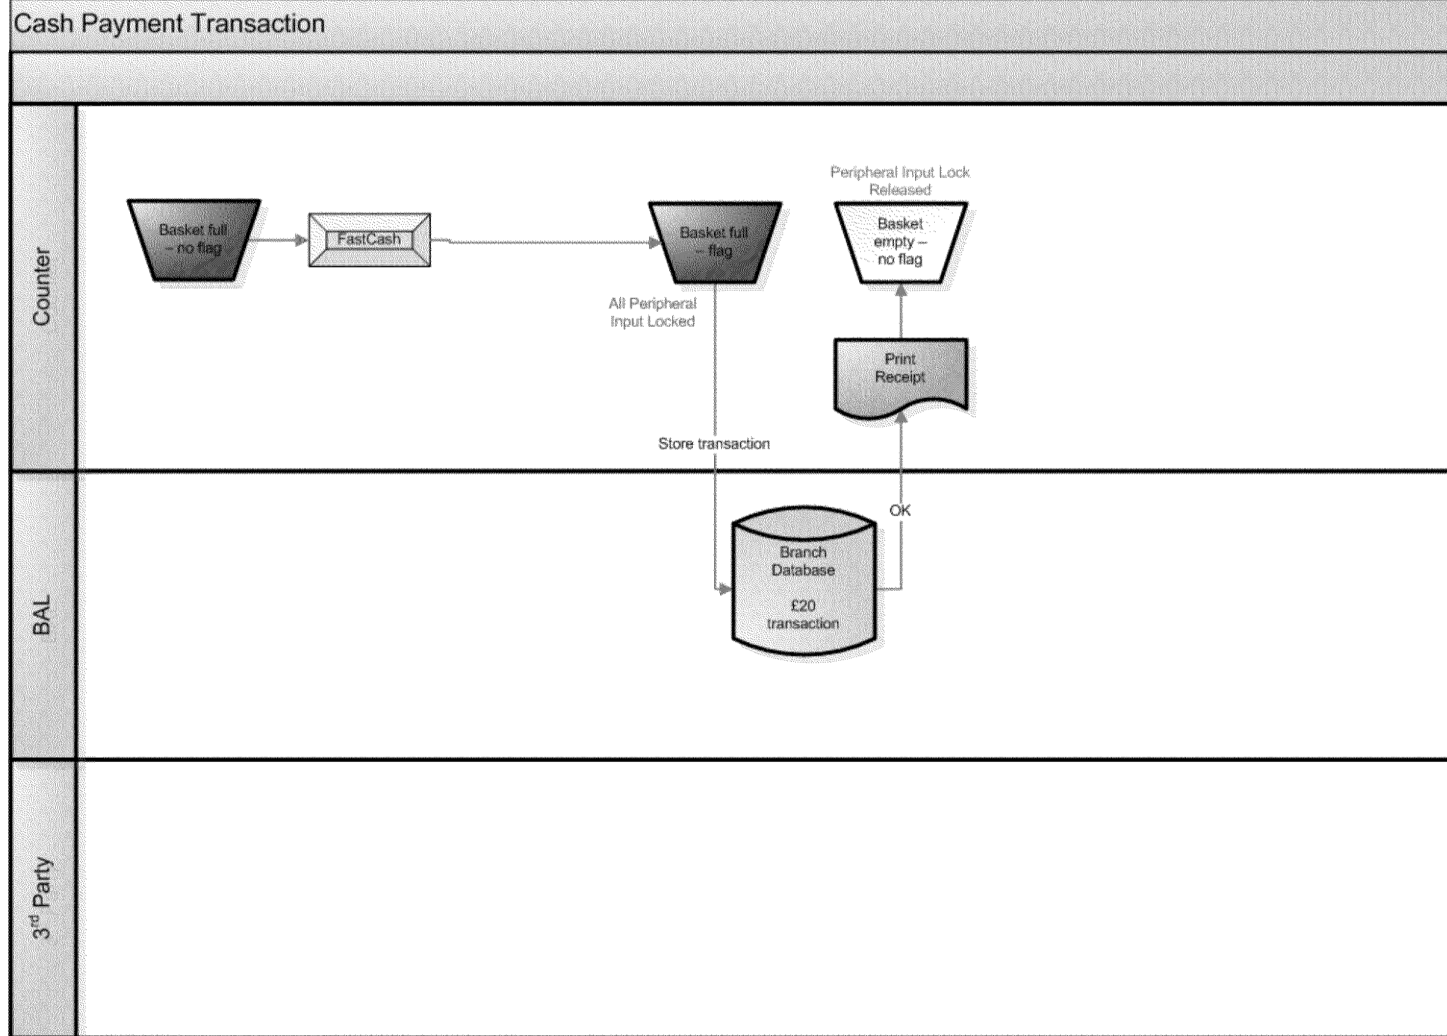 Cash Payment Transaction
Counter
Basket full
– no flag
FastCash
Basket full
– flag
All Peripheral
Input Locked
Peripheral Input Lock
Released
Basket
empty –
no flag
Print
Receipt
Store transaction
BAL
OK
Branch
Database
£20
transaction
3rd Party